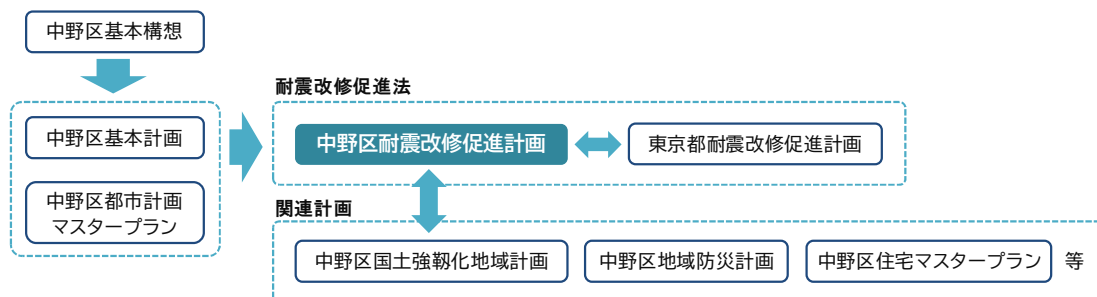 中野区基本構想
中野区基本計画
中野区都市計画
マスタープラン
耐震改修促進法
中野区耐震改修促進計画
東京都耐震改修促進計画
関連計画
中野区国土強靱化地域計画
中野区地域防災計画
中野区住宅マスタープラン
等